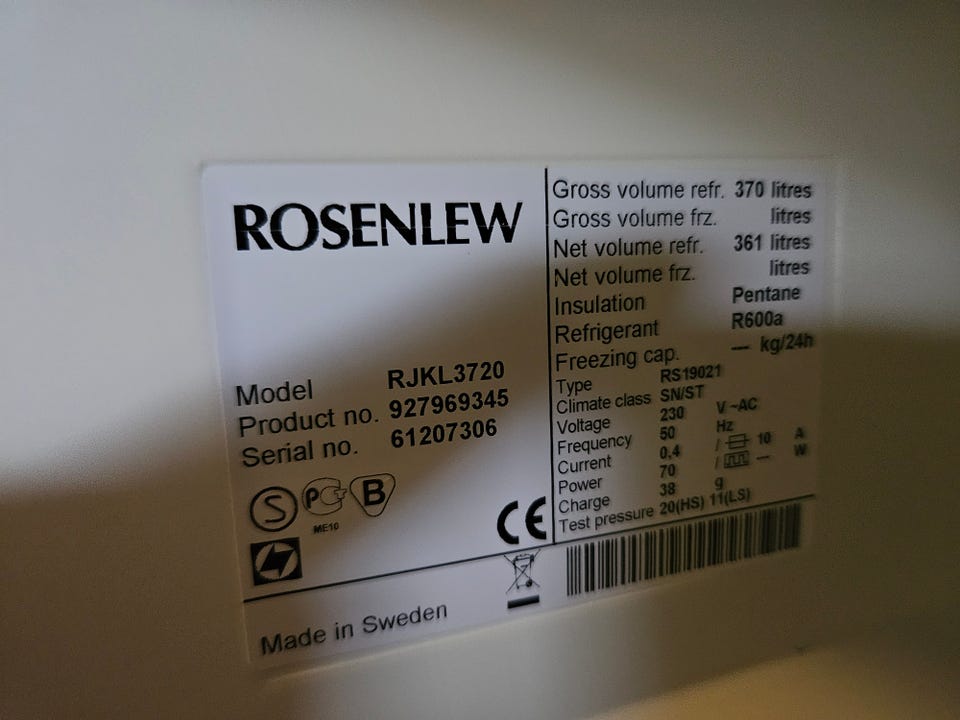 ROSENLEW
Model RJKL3720
Product no. 927969345
Serial no. 61207306
S PCT B
ME10
CE
Made in Sweden
Gross volume refr. 370 litres
Gross volume frz. litres
Net volume refr. 361 litres
Net volume frz. litres
Insulation Pentane
Refrigerant R600a
Freezing cap. — kg/24h
Type RS19021
Climate class SN/ST
Voltage 230 V ~AC
Frequency 50 Hz
Current 0,4 / 10 A
Power 70 / — W
Charge 38 g
Test pressure 20(HS) 11(LS)